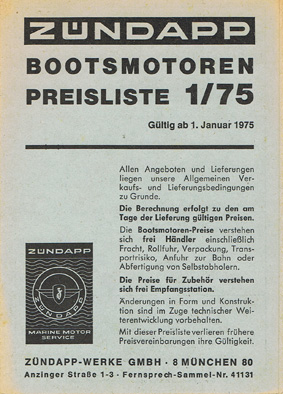 ZÜNDAPP
BOOTSMOTOREN
PREISLISTE 1/75
Gültig ab 1. Januar 1975
Allen Angeboten und Lieferungen
liegen unsere Allgemeinen Ver-
kaufs- und Lieferungsbedingungen
zu Grunde.
Die Berechnung erfolgt zu den am
Tage der Lieferung gültigen Preisen.
Die Bootsmotoren-Preise verstehen
sich frei Händler einschließlich
Fracht, Rollfuhr, Verpackung, Trans-
portrisiko, Anfuhr zur Bahn oder
Abfertigung von Selbstabholern.
Die Preise für Zubehör verstehen
sich frei Empfangsstation.
Änderungen in Form und Konstruk-
tion sind im Zuge technischer Wei-
terentwicklung vorbehalten.
Mit dieser Preisliste verlieren frühere
Preisvereinbarungen ihre Gültigkeit.
ZÜNDAPP
ZÜNDAPP
MARINE MOTOR
SERVICE
ZÜNDAPP-WERKE GMBH · 8 MÜNCHEN 80
Anzinger Straße 1-3 · Fernsprech-Sammel-Nr. 41131